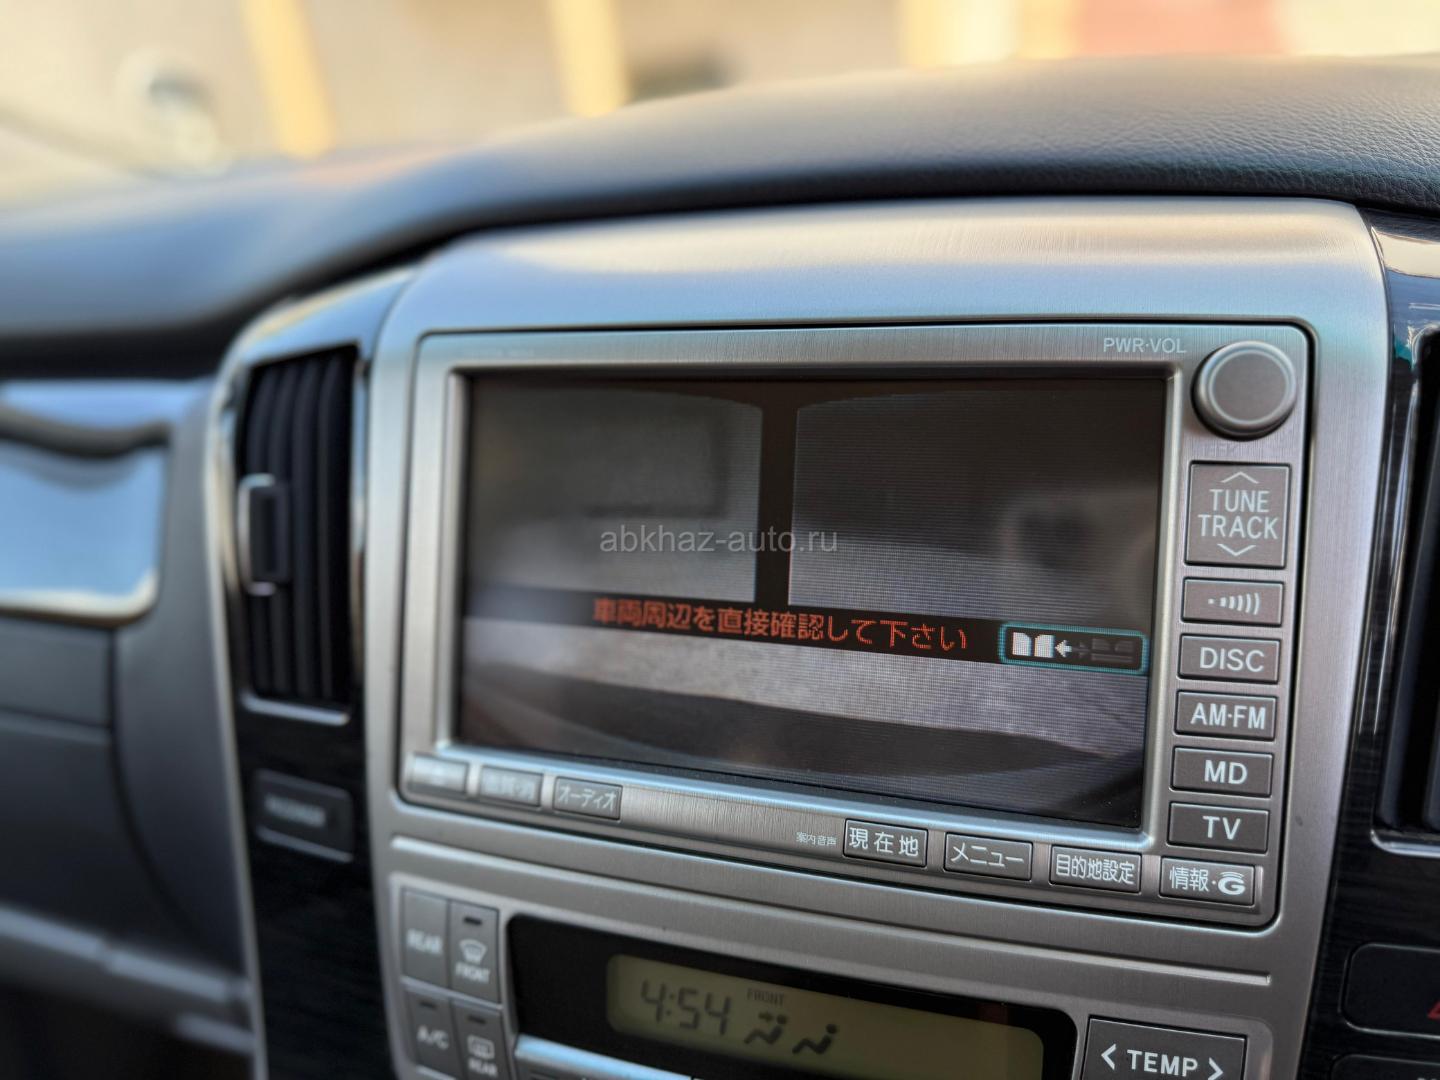 PWR·VOL
TUNE
TRACK
abkhaz-auto.ru
車両周辺を直接確認して下さい
DISC
AM·FM
MD
TV
オーディオ
案内音声
現在地
メニュー
目的地設定
情報·G
REAR
FRONT
4:54
FRONT
A/C
REAR
TEMP